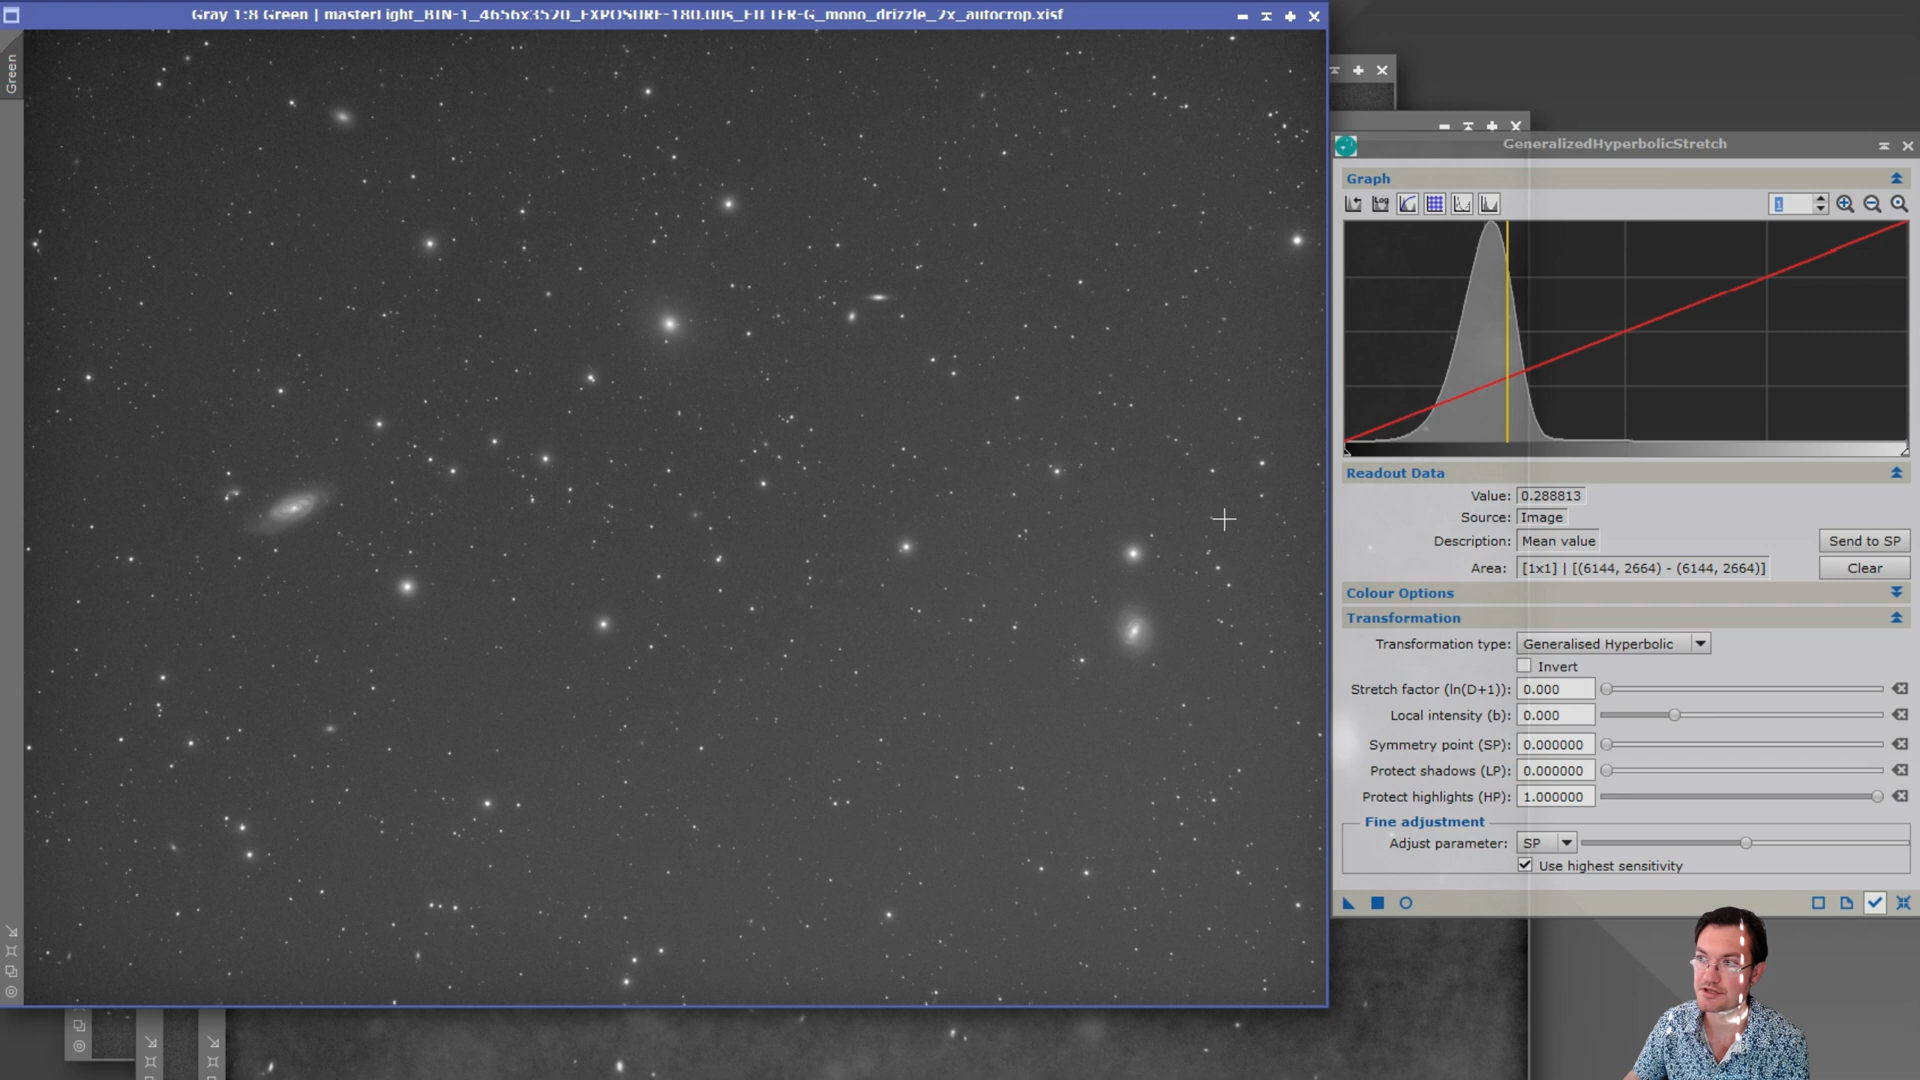 Gray 1:8 Green | masterLight_BIN-1_4656x3520_EXPOSURE-180.00s_FILTER-G_mono_drizzle_2x_autocrop.xisf
Green
GeneralizedHyperbolicStretch
Graph
Log
1
Readout Data
Value: 0.288813
Source: Image
Description: Mean value
Send to SP
Area: [1x1] | [(6144, 2664) - (6144, 2664)]
Clear
Colour Options
Transformation
Transformation type: Generalised Hyperbolic
Invert
Stretch factor (ln(D+1)): 0.000
Local intensity (b): 0.000
Symmetry point (SP): 0.000000
Protect shadows (LP): 0.000000
Protect highlights (HP): 1.000000
Fine adjustment
Adjust parameter: SP
Use highest sensitivity